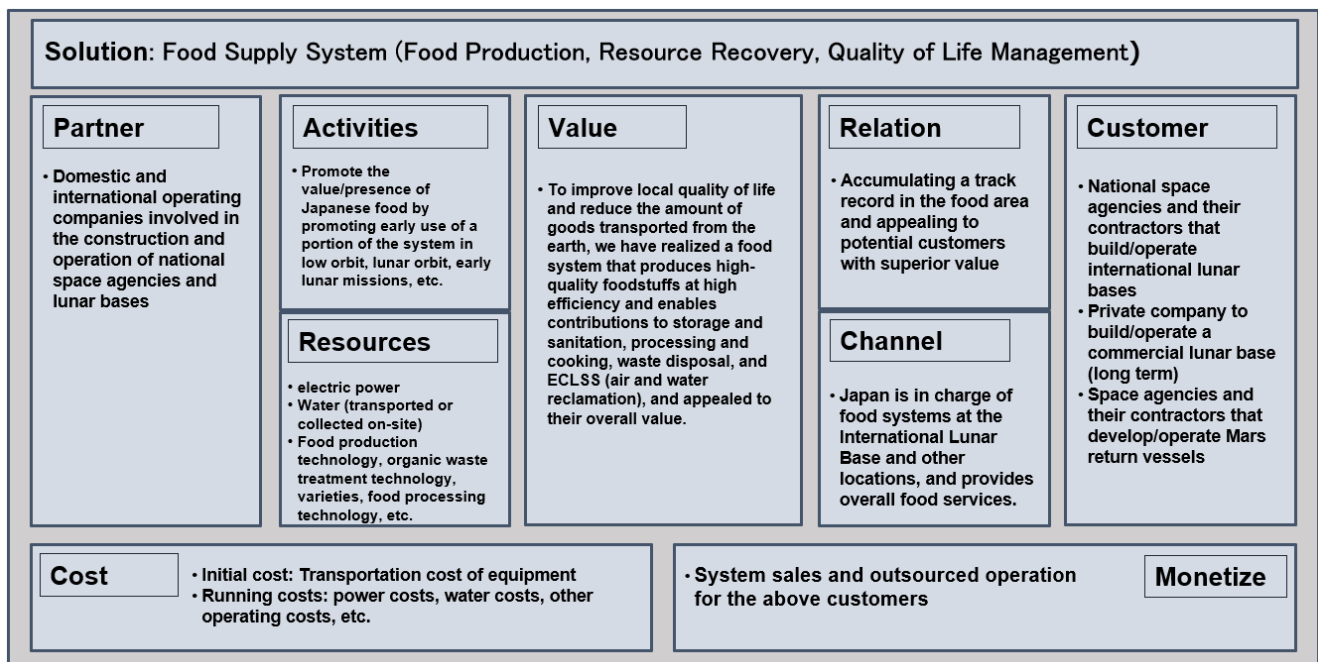 Solution: Food Supply System (Food Production, Resource Recovery, Quality of Life Management)
Partner
• Domestic and
international operating
companies involved in
the construction and
operation of national
space agencies and
lunar bases
Activities
• Promote the
value/presence of
Japanese food by
promoting early use of a
portion of the system in
low orbit, lunar orbit, early
lunar missions, etc.
Resources
• electric power
• Water (transported or
collected on-site)
• Food production
technology, organic waste
treatment technology,
varieties, food processing
technology, etc.
Value
• To improve local quality of life
and reduce the amount of
goods transported from the
earth, we have realized a food
system that produces high-
quality foodstuffs at high
efficiency and enables
contributions to storage and
sanitation, processing and
cooking, waste disposal, and
ECLSS (air and water
reclamation), and appealed to
their overall value.
Relation
• Accumulating a track
record in the food area
and appealing to
potential customers
with superior value
Channel
• Japan is in charge of
food systems at the
International Lunar
Base and other
locations, and provides
overall food services.
Customer
• National space
agencies and their
contractors that
build/operate
international lunar
bases
• Private company to
build/operate a
commercial lunar base
(long term)
• Space agencies and
their contractors that
develop/operate Mars
return vessels
Cost
• Initial cost: Transportation cost of equipment
• Running costs: power costs, water costs, other
operating costs, etc.
• System sales and outsourced operation
for the above customers
Monetize